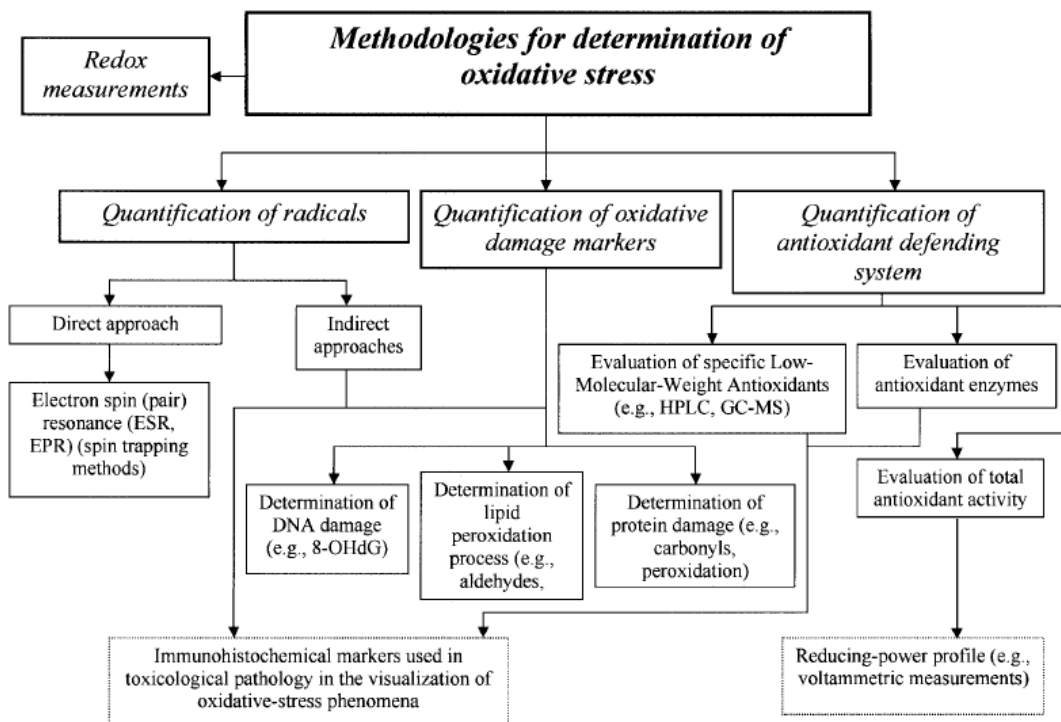 Methodologies for determination of
oxidative stress
Redox
measurements
Quantification of radicals
Quantification of oxidative
damage markers
Quantification of
antioxidant defending
system
Direct approach
Indirect
approaches
Evaluation of specific Low-
Molecular-Weight Antioxidants
(e.g., HPLC, GC-MS)
Evaluation of
antioxidant enzymes
Electron spin (pair)
resonance (ESR,
EPR) (spin trapping
methods)
Determination of
DNA damage
(e.g., 8-OHdG)
Determination of
lipid
peroxidation
process (e.g.,
aldehydes,
Determination of
protein damage (e.g.,
carbonyls,
peroxidation)
Evaluation of total
antioxidant activity
Immunohistochemical markers used in
toxicological pathology in the visualization of
oxidative-stress phenomena
Reducing-power profile (e.g.,
voltammetric measurements)